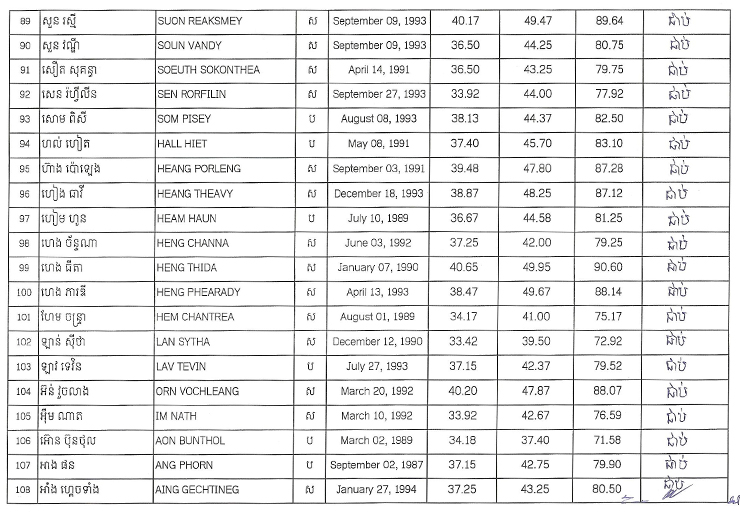 89 សួន រស្មី SUON REAKSMEY ស September 09, 1993 40.17 49.47 89.64 ជាប់
90 សួន វណ្ឌី SOUN VANDY ស September 09, 1993 36.50 44.25 80.75 ជាប់
91 សឿត សុគន្ធា SOEUTH SOKONTHEA ស April 14, 1991 36.50 43.25 79.75 ជាប់
92 សេន រ៉ហ្វីលីន SEN RORFILIN ស September 27, 1993 33.92 44.00 77.92 ជាប់
93 សោម ពិសី SOM PISEY ប August 08, 1993 38.13 44.37 82.50 ជាប់
94 ហល់ ហៀត HALL HIET ប May 08, 1991 37.40 45.70 83.10 ជាប់
95 ហ៊ាង ប៉ោឡេង HEANG PORLENG ស September 03, 1991 39.48 47.80 87.28 ជាប់
96 ហៀង ធាវី HEANG THEAVY ស December 18, 1993 38.87 48.25 87.12 ជាប់
97 ហៀម ហូន HEAM HAUN ប July 10, 1989 36.67 44.58 81.25 ជាប់
98 ហេង ច័ន្ទណា HENG CHANNA ស June 03, 1992 37.25 42.00 79.25 ជាប់
99 ហេង ធីតា HENG THIDA ស January 07, 1990 40.65 49.95 90.60 ជាប់
100 ហេង ភារឌី HENG PHEARADY ស April 13, 1993 38.47 49.67 88.14 ជាប់
101 ហែម ចន្ត្រា HEM CHANTREA ស August 01, 1989 34.17 41.00 75.17 ជាប់
102 ឡាន់ ស៊ីថា LAN SYTHA ស December 12, 1990 33.42 39.50 72.92 ជាប់
103 ឡាវ ទេវិន LAV TEVIN ប July 27, 1993 37.15 42.37 79.52 ជាប់
104 អ៊ន់ វួចលាង ORN VOCHLEANG ស March 20, 1992 40.20 47.87 88.07 ជាប់
105 អ៊ឹម ណាត IM NATH ស March 10, 1992 33.92 42.67 76.59 ជាប់
106 អ៊ោន ប៊ុនថុល AON BUNTHOL ប March 02, 1989 34.18 37.40 71.58 ជាប់
107 អាង ផន ANG PHORN ប September 02, 1987 37.15 42.75 79.90 ជាប់
108 អាំង ហ្គេចទាំង AING GECHTINEG ស January 27, 1994 37.25 43.25 80.50 ជាប់